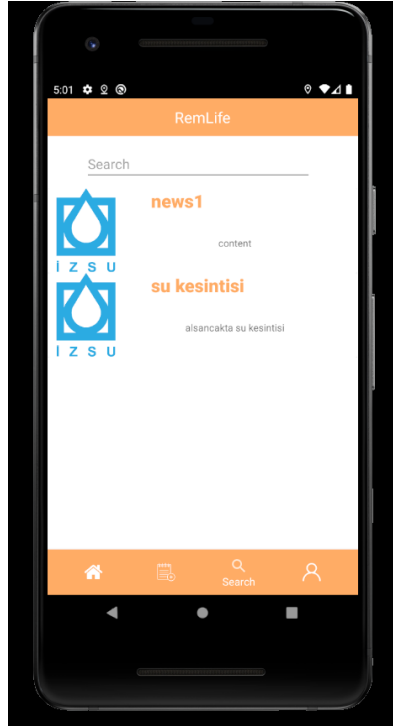 5:01
RemLife
Search
news1
content
İZSU
su kesintisi
alsancakta su kesintisi
İZSU
Search